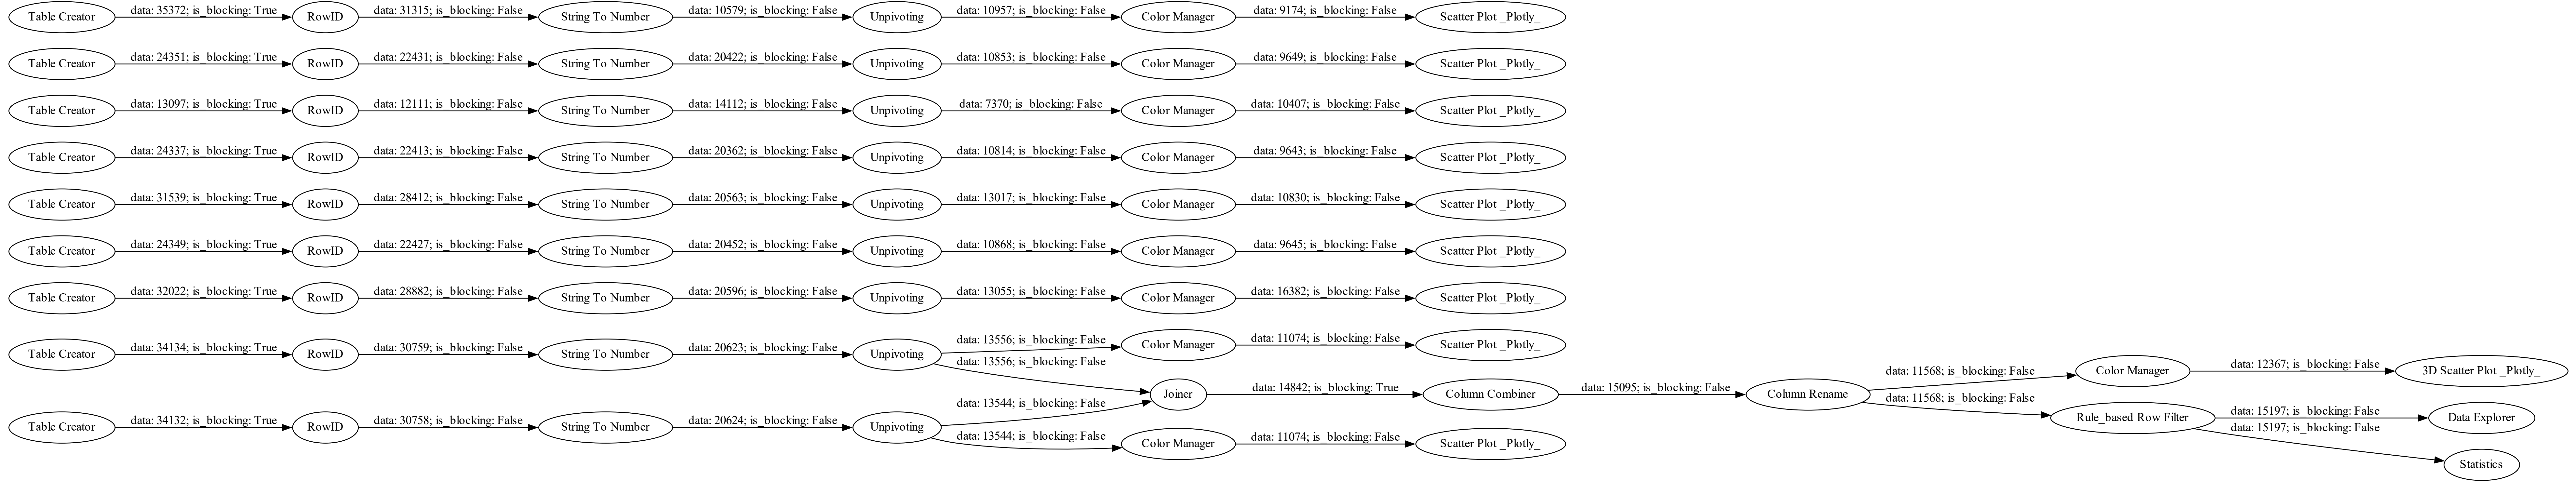 Table Creator data: 35372; is_blocking: True RowID data: 31315; is_blocking: False String To Number data: 10579; is_blocking: False Unpivoting data: 10957; is_blocking: False Color Manager data: 9174; is_blocking: False Scatter Plot _Plotly_
Table Creator data: 24351; is_blocking: True RowID data: 22431; is_blocking: False String To Number data: 20422; is_blocking: False Unpivoting data: 10853; is_blocking: False Color Manager data: 9649; is_blocking: False Scatter Plot _Plotly_
Table Creator data: 13097; is_blocking: True RowID data: 12111; is_blocking: False String To Number data: 14112; is_blocking: False Unpivoting data: 7370; is_blocking: False Color Manager data: 10407; is_blocking: False Scatter Plot _Plotly_
Table Creator data: 24337; is_blocking: True RowID data: 22413; is_blocking: False String To Number data: 20362; is_blocking: False Unpivoting data: 10814; is_blocking: False Color Manager data: 9643; is_blocking: False Scatter Plot _Plotly_
Table Creator data: 31539; is_blocking: True RowID data: 28412; is_blocking: False String To Number data: 20563; is_blocking: False Unpivoting data: 13017; is_blocking: False Color Manager data: 10830; is_blocking: False Scatter Plot _Plotly_
Table Creator data: 24349; is_blocking: True RowID data: 22427; is_blocking: False String To Number data: 20452; is_blocking: False Unpivoting data: 10868; is_blocking: False Color Manager data: 9645; is_blocking: False Scatter Plot _Plotly_
Table Creator data: 32022; is_blocking: True RowID data: 28882; is_blocking: False String To Number data: 20596; is_blocking: False Unpivoting data: 13055; is_blocking: False Color Manager data: 16382; is_blocking: False Scatter Plot _Plotly_
Table Creator data: 34134; is_blocking: True RowID data: 30759; is_blocking: False String To Number data: 20623; is_blocking: False Unpivoting data: 13556; is_blocking: False Color Manager data: 11074; is_blocking: False Scatter Plot _Plotly_
data: 13556; is_blocking: False
data: 11568; is_blocking: False Color Manager data: 12367; is_blocking: False 3D Scatter Plot _Plotly_
Joiner data: 14842; is_blocking: True Column Combiner data: 15095; is_blocking: False Column Rename
data: 13544; is_blocking: False
data: 11568; is_blocking: False Rule_based Row Filter data: 15197; is_blocking: False Data Explorer
data: 15197; is_blocking: False
Table Creator data: 34132; is_blocking: True RowID data: 30758; is_blocking: False String To Number data: 20624; is_blocking: False Unpivoting
data: 13544; is_blocking: False Color Manager data: 11074; is_blocking: False Scatter Plot _Plotly_
Statistics